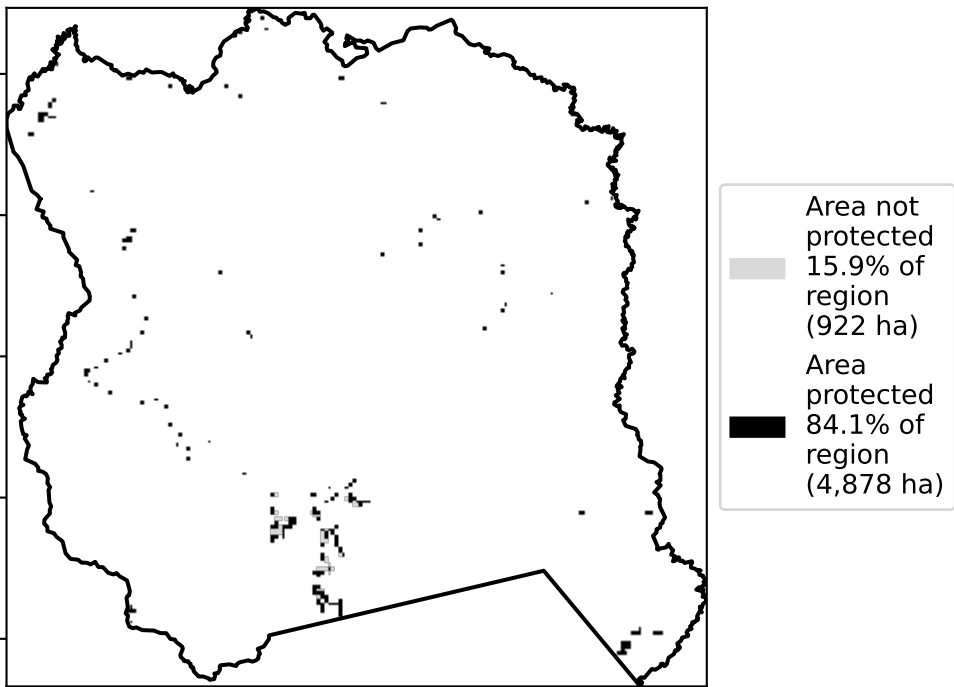 Area not
protected
15.9% of
region
(922 ha)
Area
protected
84.1% of
region
(4,878 ha)